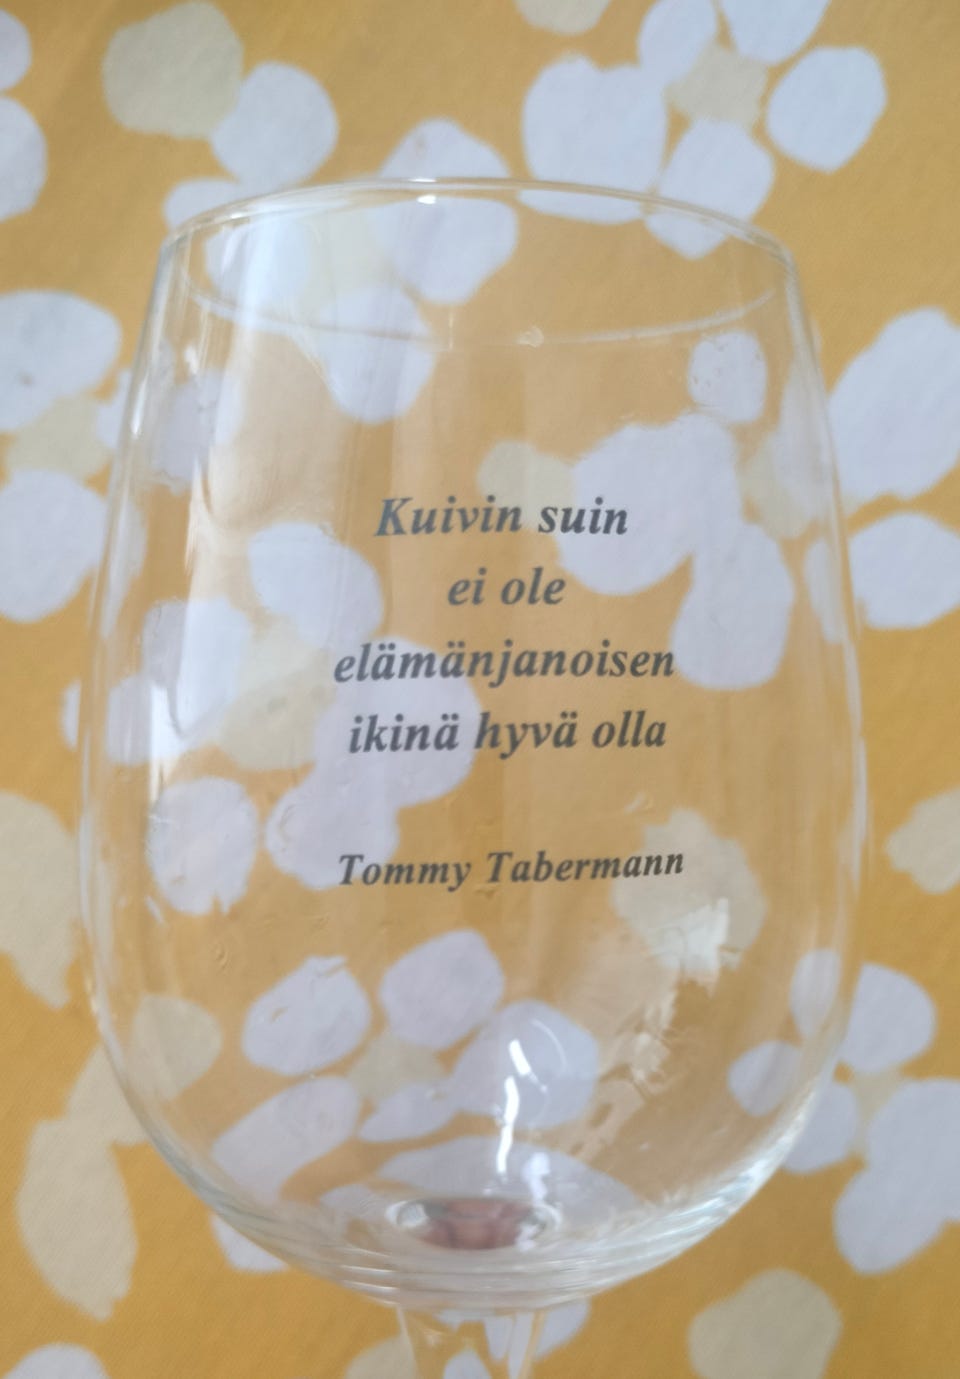 Kuivin suin
ei ole
elämänjanoisen
ikinä hyvä olla
Tommy Tabermann